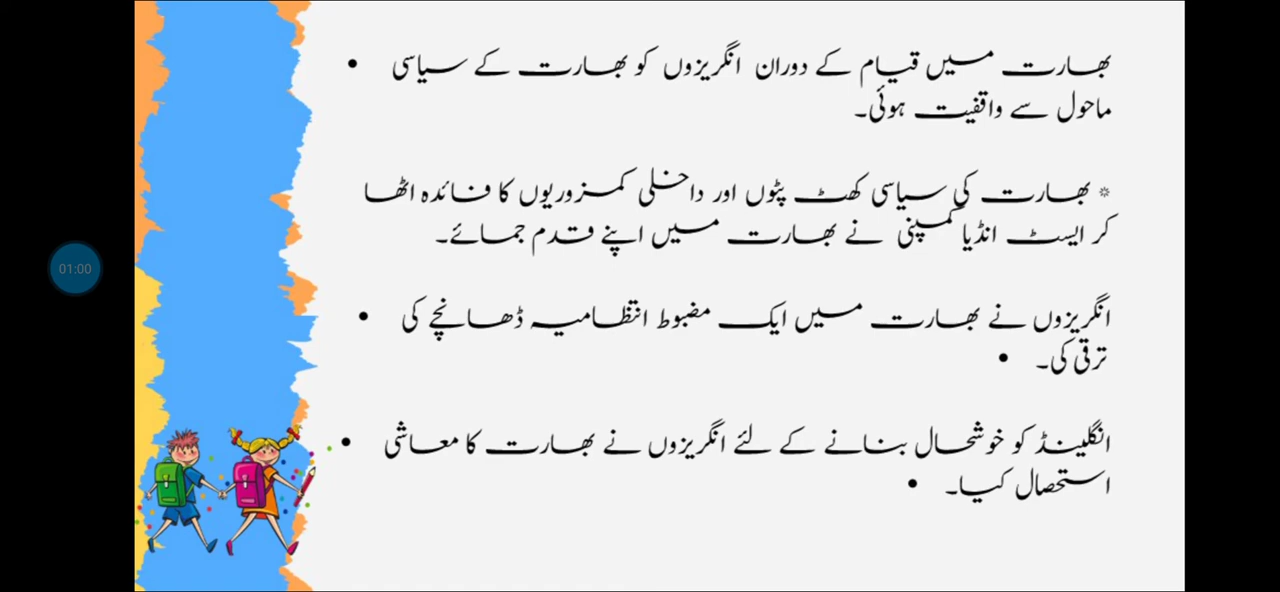 بھارت میں قیام کے دوران انگریزوں کو بھارت کے سیاسی •
ماحول سے واقفیت ہوئی۔
☼ بھارت کی سیاسی کھٹ پٹوں اور داخلی کمزوریوں کا فائدہ اٹھا
کر ایسٹ انڈیا کمپنی نے بھارت میں اپنے قدم جمائے۔
انگریزوں نے بھارت میں ایک مضبوط انتظامیہ ڈھانچے کی •
ترقی کی۔ •
انگلینڈ کو خوشحال بنانے کے لئے انگریزوں نے بھارت کا معاشی •
استحصال کیا۔ •
01:00